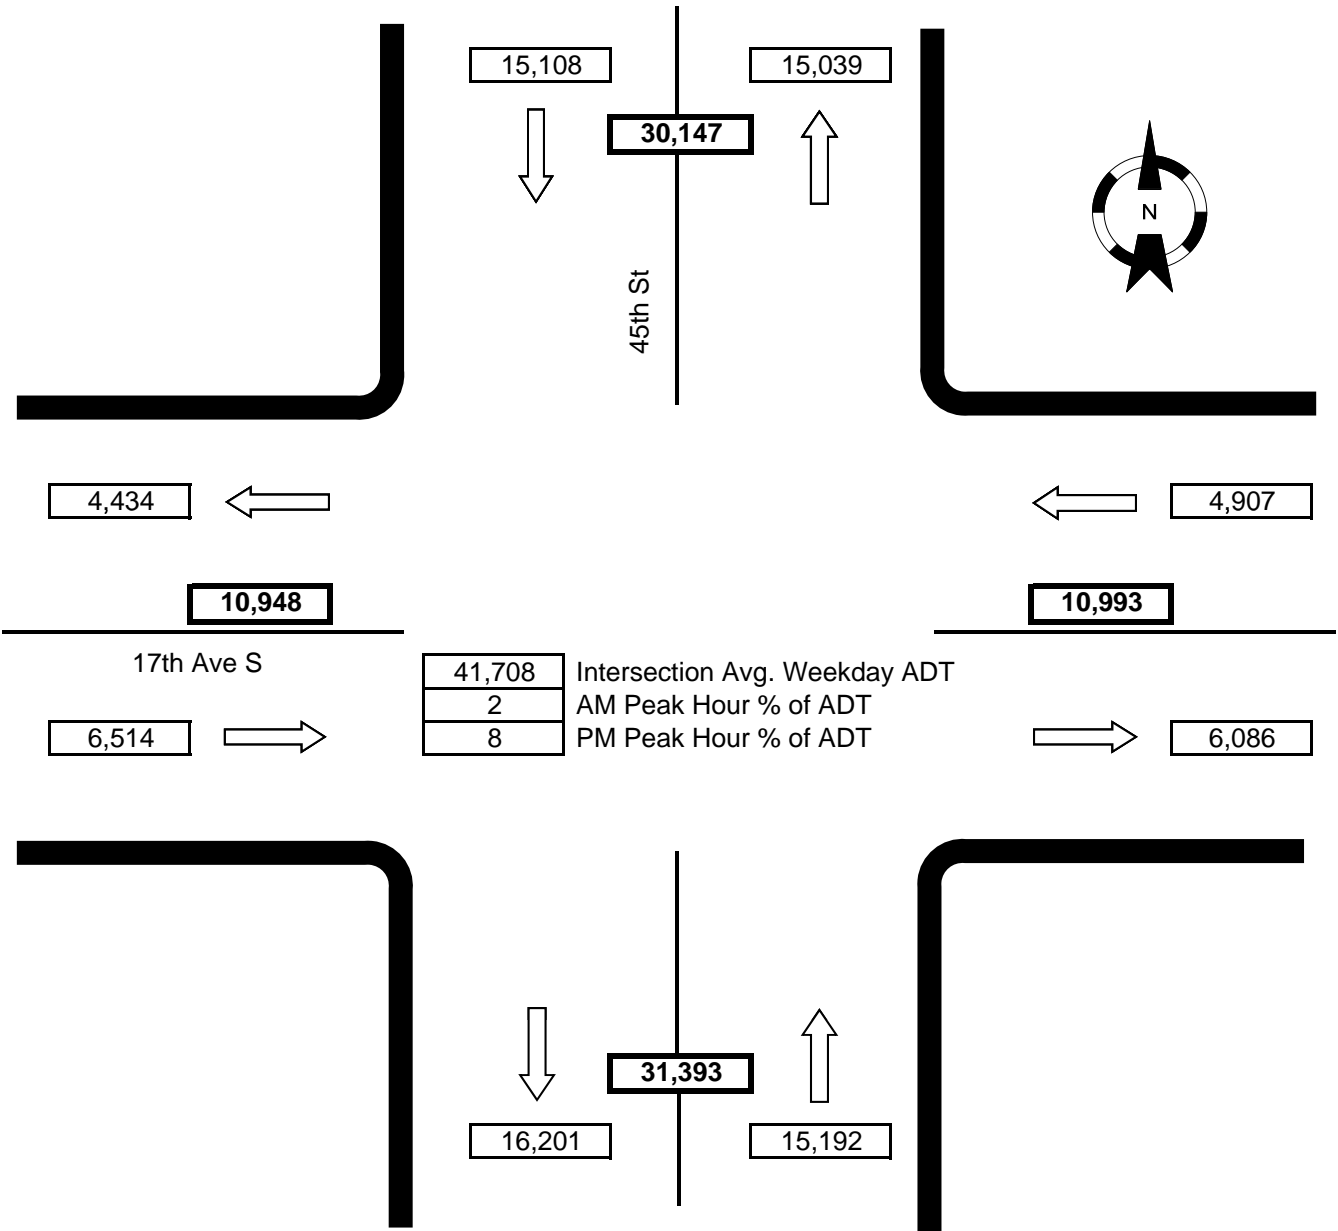 15,108
15,039
30,147
N
45th St
4,434
4,907
10,948
10,993
17th Ave S
41,708 Intersection Avg. Weekday ADT
2 AM Peak Hour % of ADT
8 PM Peak Hour % of ADT
6,514
6,086
31,393
16,201
15,192